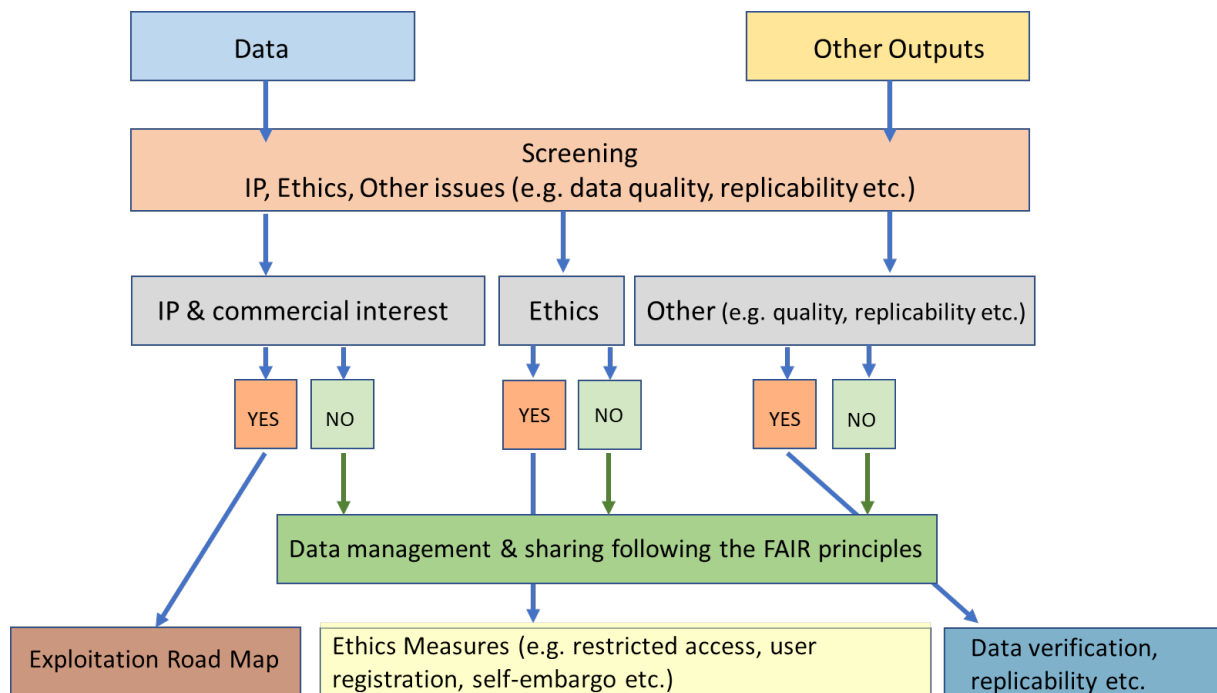 Data
Other Outputs
Screening
IP, Ethics, Other issues (e.g. data quality, replicability etc.)
IP & commercial interest
Ethics
Other (e.g. quality, replicability etc.)
YES
NO
YES
NO
YES
NO
Data management & sharing following the FAIR principles
Exploitation Road Map
Ethics Measures (e.g. restricted access, user
registration, self-embargo etc.)
Data verification,
replicability etc.